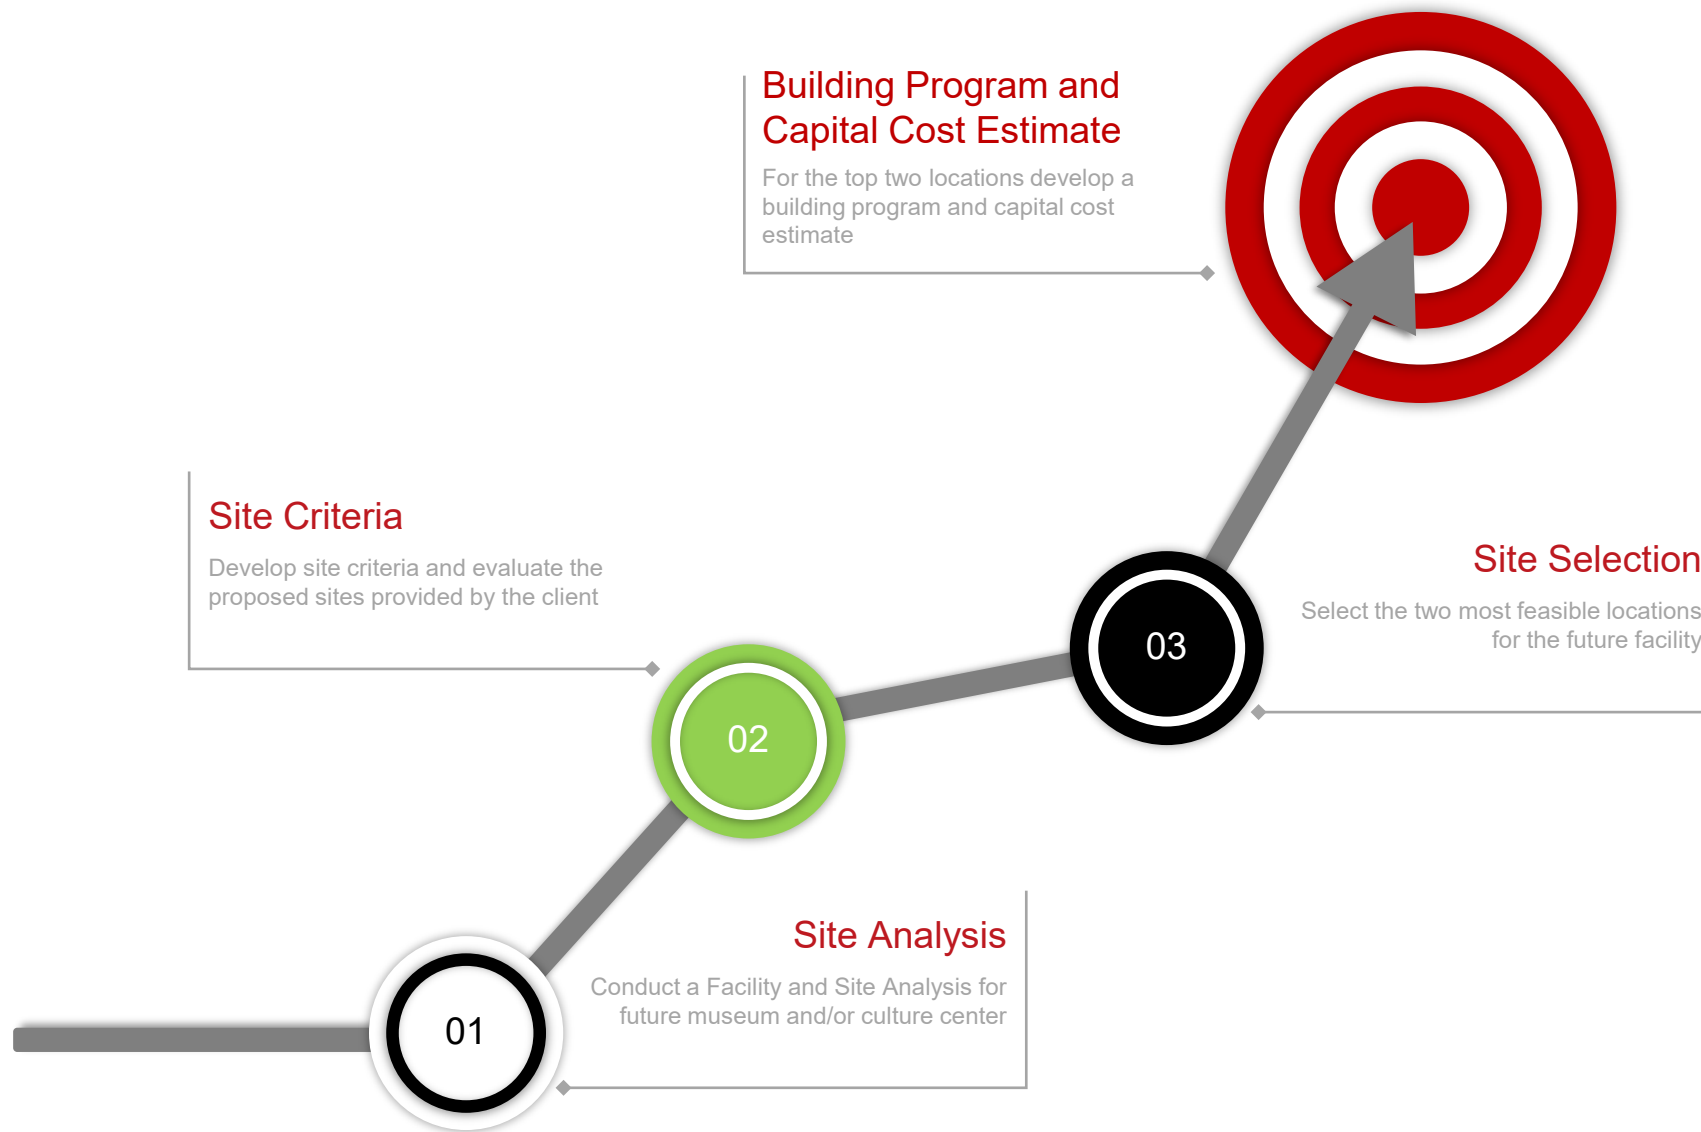 Building Program and
Capital Cost Estimate
For the top two locations develop a
building program and capital cost
estimate
Site Criteria
Develop site criteria and evaluate the
proposed sites provided by the client
02
03
Site Selection
Select the two most feasible locations
for the future facility
Site Analysis
Conduct a Facility and Site Analysis for
future museum and/or culture center
01